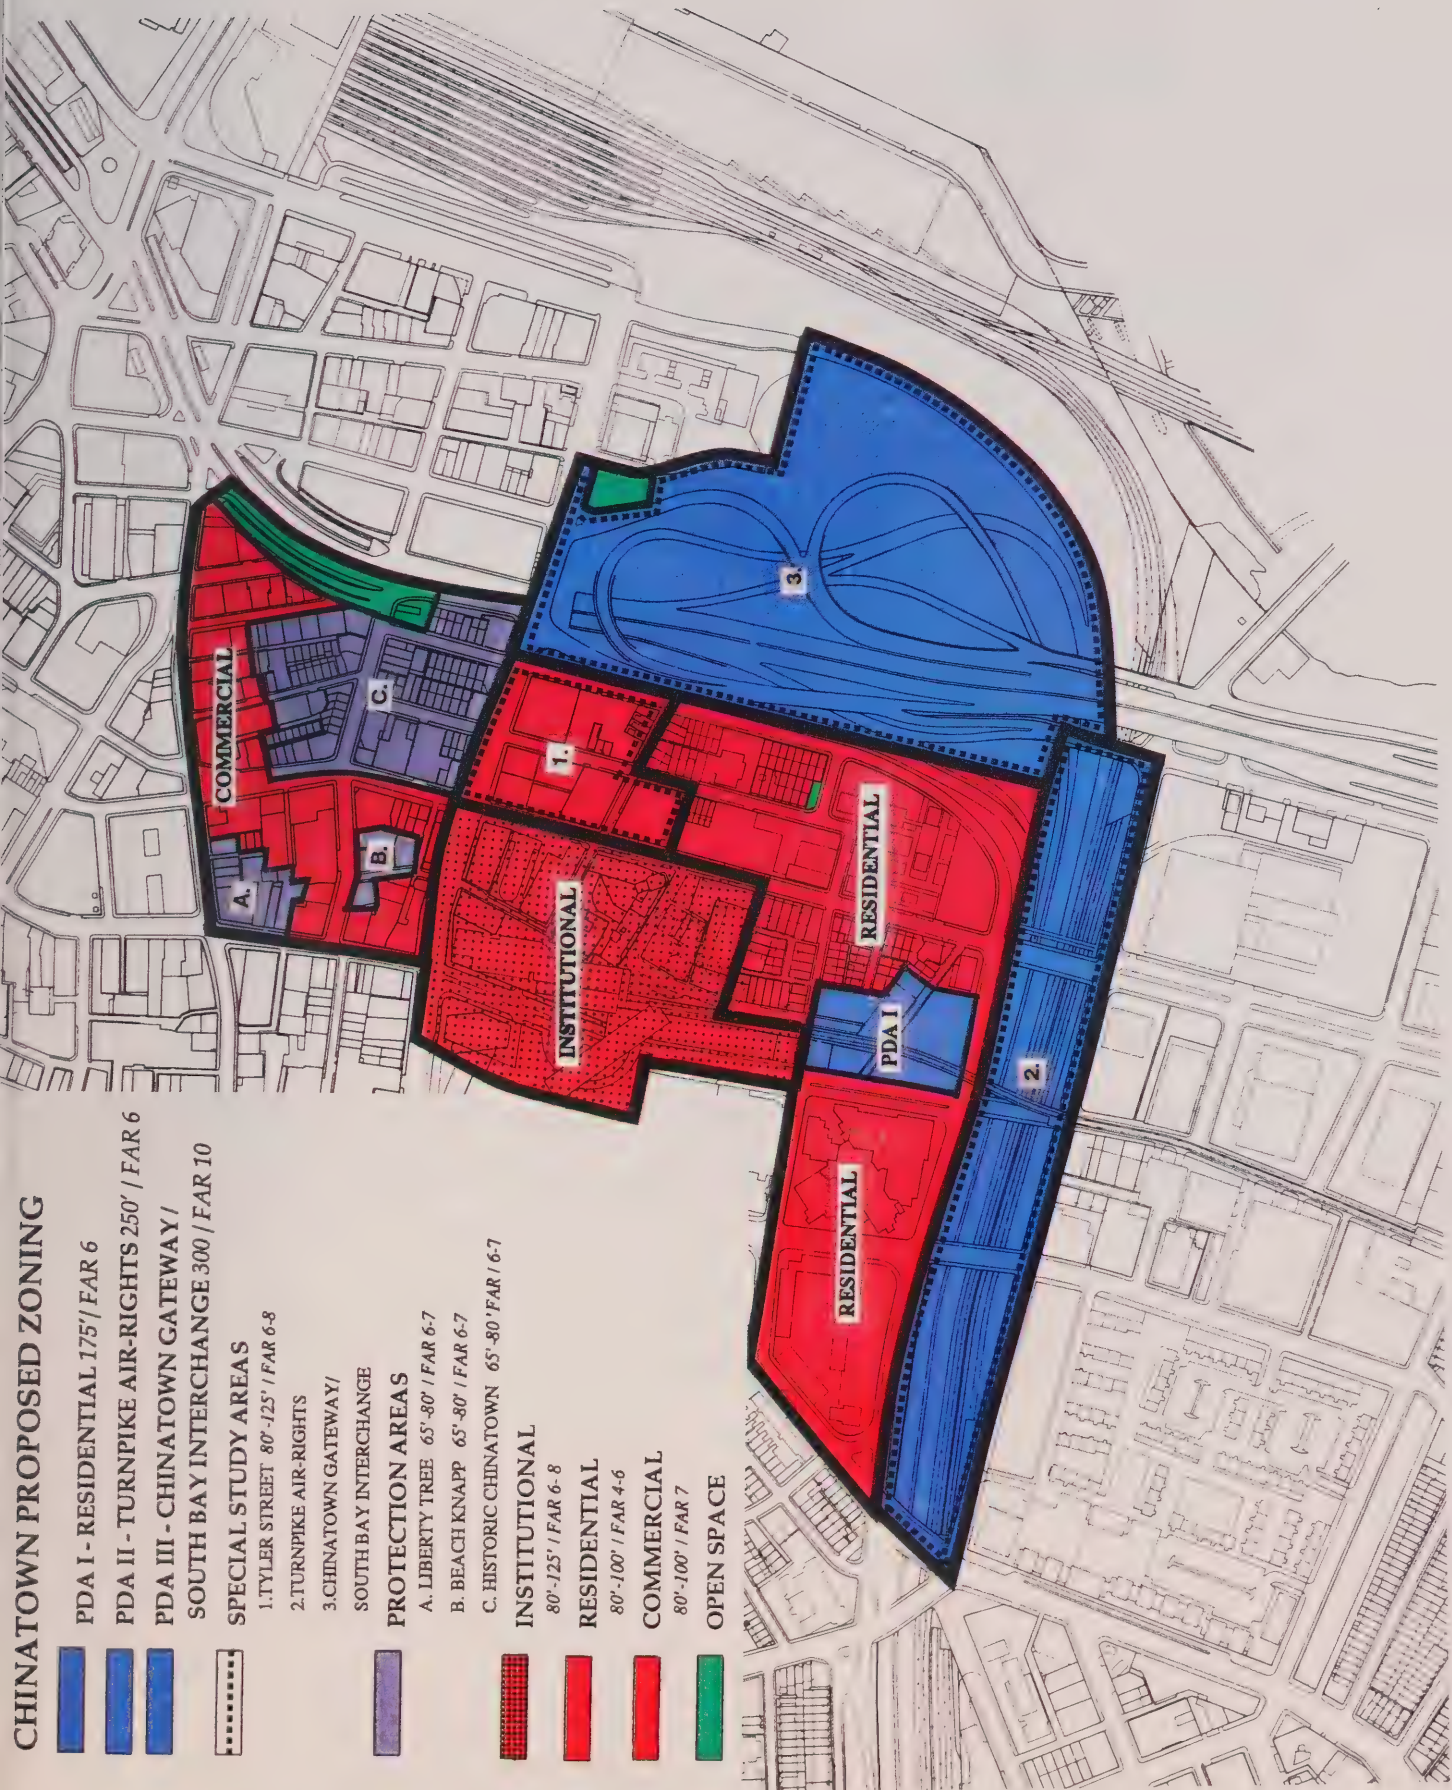 CHINATOWN PROPOSED ZONING
PDA I - RESIDENTIAL 175'/ FAR 6
PDA II - TURNPIKE AIR-RIGHTS 250' / FAR 6
PDA III - CHINATOWN GATEWAY/
SOUTH BAY INTERCHANGE 300 / FAR 10
SPECIAL STUDY AREAS
1.TYLER STREET 80'-125' / FAR 6-8
2.TURNPIKE AIR-RIGHTS
3.CHINATOWN GATEWAY/
SOUTH BAY INTERCHANGE
PROTECTION AREAS
A. LIBERTY TREE 65'-80' / FAR 6-7
B. BEACH KNAPP 65'-80' / FAR 6-7
C. HISTORIC CHINATOWN 65'-80 'FAR / 6-7
INSTITUTIONAL
80'-125' / FAR 6- 8
RESIDENTIAL
80'-100' / FAR 4-6
COMMERCIAL
80'-100' / FAR 7
OPEN SPACE
COMMERCIAL
A.
B.
C.
1.
INSTITUTIONAL
3.
RESIDENTIAL
PDA I
RESIDENTIAL
2.